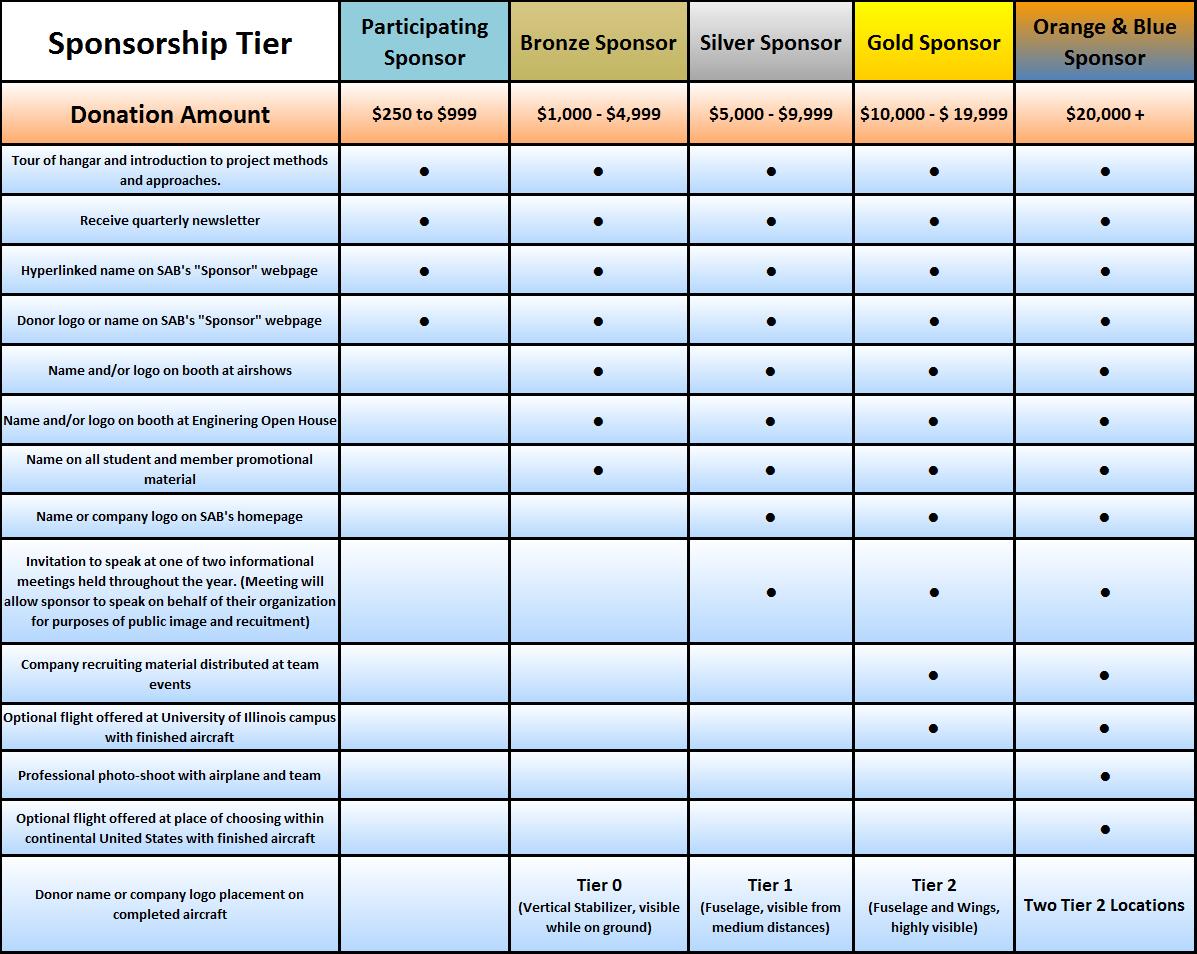 Sponsorship Tier
Participating
Sponsor
Bronze Sponsor
Silver Sponsor
Gold Sponsor
Orange & Blue
Sponsor
Donation Amount
$250 to $999
$1,000 - $4,999
$5,000 - $9,999
$10,000 - $ 19,999
$20,000 +
Tour of hangar and introduction to project methods
and approaches.
● ● ● ● ●
Receive quarterly newsletter
● ● ● ● ●
Hyperlinked name on SAB's "Sponsor" webpage
● ● ● ● ●
Donor logo or name on SAB's "Sponsor" webpage
● ● ● ● ●
Name and/or logo on booth at airshows
● ● ● ●
Name and/or logo on booth at Enginering Open House
● ● ● ●
Name on all student and member promotional
material
● ● ● ●
Name or company logo on SAB's homepage
● ● ●
Invitation to speak at one of two informational
meetings held throughout the year. (Meeting will
allow sponsor to speak on behalf of their organization
for purposes of public image and recuitment)
● ● ●
Company recruiting material distributed at team
events
● ●
Optional flight offered at University of Illinois campus
with finished aircraft
● ●
Professional photo-shoot with airplane and team
●
Optional flight offered at place of choosing within
continental United States with finished aircraft
●
Donor name or company logo placement on
completed aircraft
Tier 0
(Vertical Stabilizer, visible
while on ground)
Tier 1
(Fuselage, visible from
medium distances)
Tier 2
(Fuselage and Wings,
highly visible)
Two Tier 2 Locations